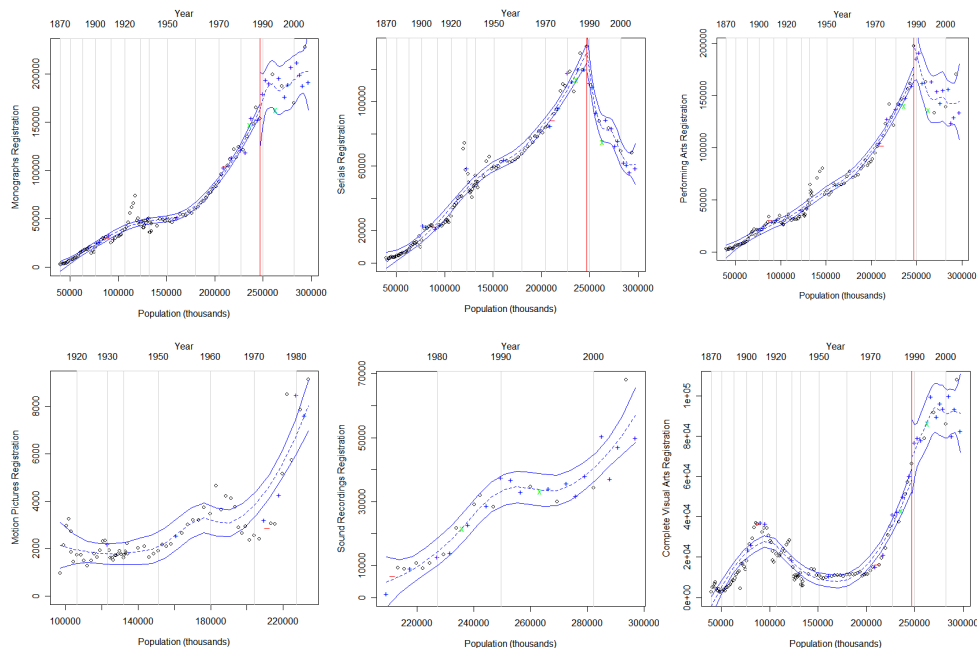 Year
1870 1900 1920 1950 1970 1990 2000
Monographs Registration
0 50000 100000 150000 200000
50000 100000 150000 200000 250000 300000
Population (thousands)
Year
1870 1910 1930 1950 1970 1990 2000
Serials Registration
0 20000 60000 100000
50000 100000 150000 200000 250000 300000
Population (thousands)
Year
1870 1900 1920 1950 1970 1990 2000
Performing Arts Registration
0 50000 100000 150000 200000
50000 100000 150000 200000 250000 300000
Population (thousands)
Year
1920 1930 1950 1960 1970 1980
Motion Pictures Registration
0 2000 4000 6000 8000
100000 120000 140000 160000 180000 200000 220000
Population (thousands)
Year
1980 1990 2000
Sound Recordings Registration
0 10000 30000 50000 70000
220000 240000 260000 280000 300000
Population (thousands)
Year
1870 1900 1920 1950 1970 1990 2000
Complete Visual Arts Registration
0e+00 2e+04 4e+04 6e+04 8e+04 1e+05
50000 100000 150000 200000 250000 300000
Population (thousands)